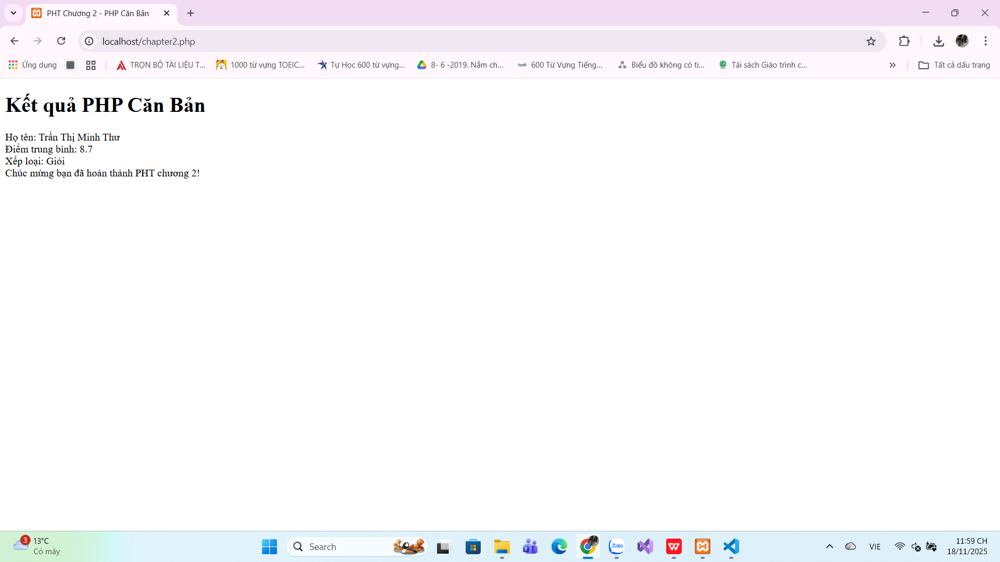 PHT Chương 2 - PHP Căn Bản
localhost/chapter2.php
Ứng dụng
TRỌN BỘ TÀI LIỆU T...
1000 từ vựng TOEIC...
Tự Học 600 từ vựng...
8- 6 -2019. Nắm ch...
600 Từ Vựng Tiếng...
Biểu đồ không có ti...
Tải sách Giáo trình c...
Tất cả dấu trang
Kết quả PHP Căn Bản
Họ tên: Trần Thị Minh Thư
Điểm trung bình: 8.7
Xếp loại: Giỏi
Chúc mừng bạn đã hoàn thành PHT chương 2!
3
13°C
Có mây
Search
Zalo
VIE
11:59 CH
18/11/2025